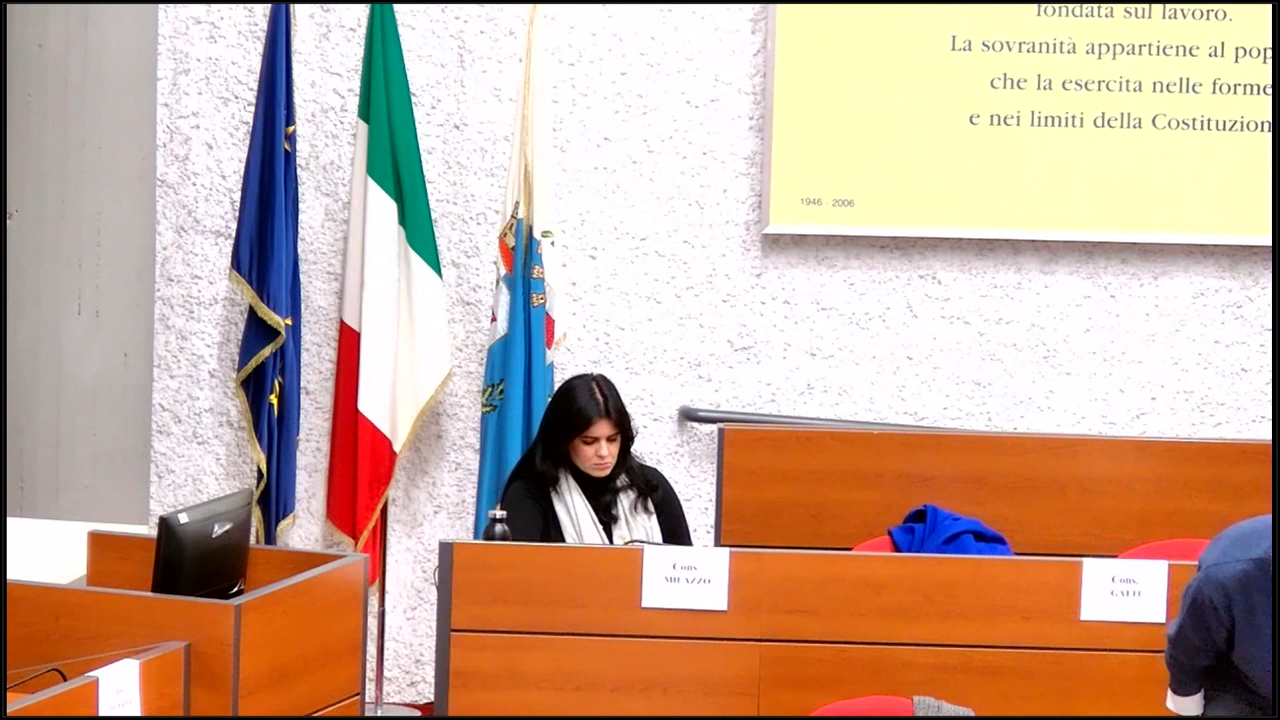 fondata sul lavoro.
La sovranità appartiene al pop
che la esercita nelle forme
e nei limiti della Costituzion
1946 - 2006
Cons.
MILAZZO
Cons.
GATTI